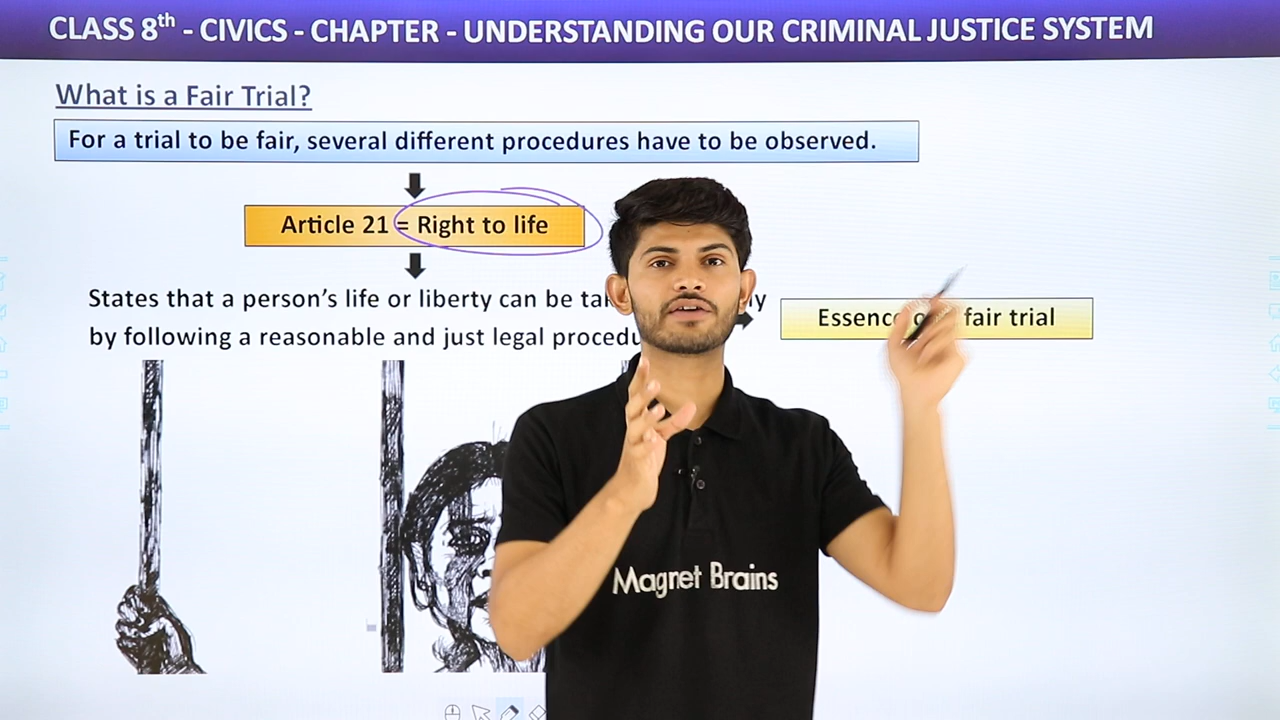 CLASS 8th - CIVICS - CHAPTER - UNDERSTANDING OUR CRIMINAL JUSTICE SYSTEM
What is a Fair Trial?
For a trial to be fair, several different procedures have to be observed.
Article 21 = Right to life
States that a person's life or liberty can be
by following a reasonable and just legal
Essence fair trial
Magnet Brains